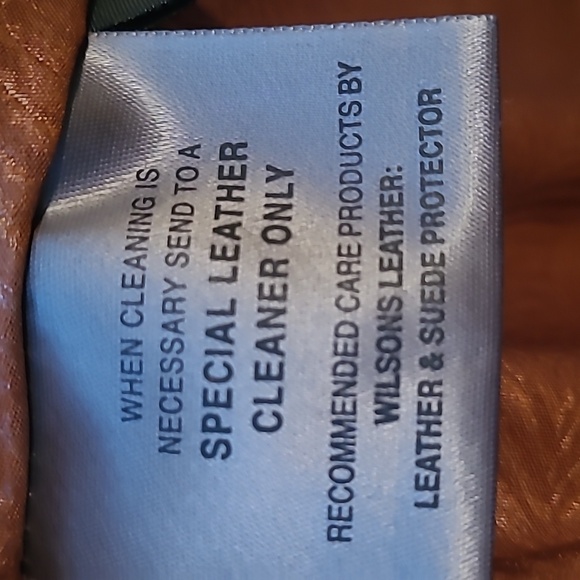 WHEN CLEANING IS
NECESSARY SEND TO A
SPECIAL LEATHER
CLEANER ONLY
RECOMMENDED CARE PRODUCTS BY
WILSONS LEATHER:
LEATHER & SUEDE PROTECTOR